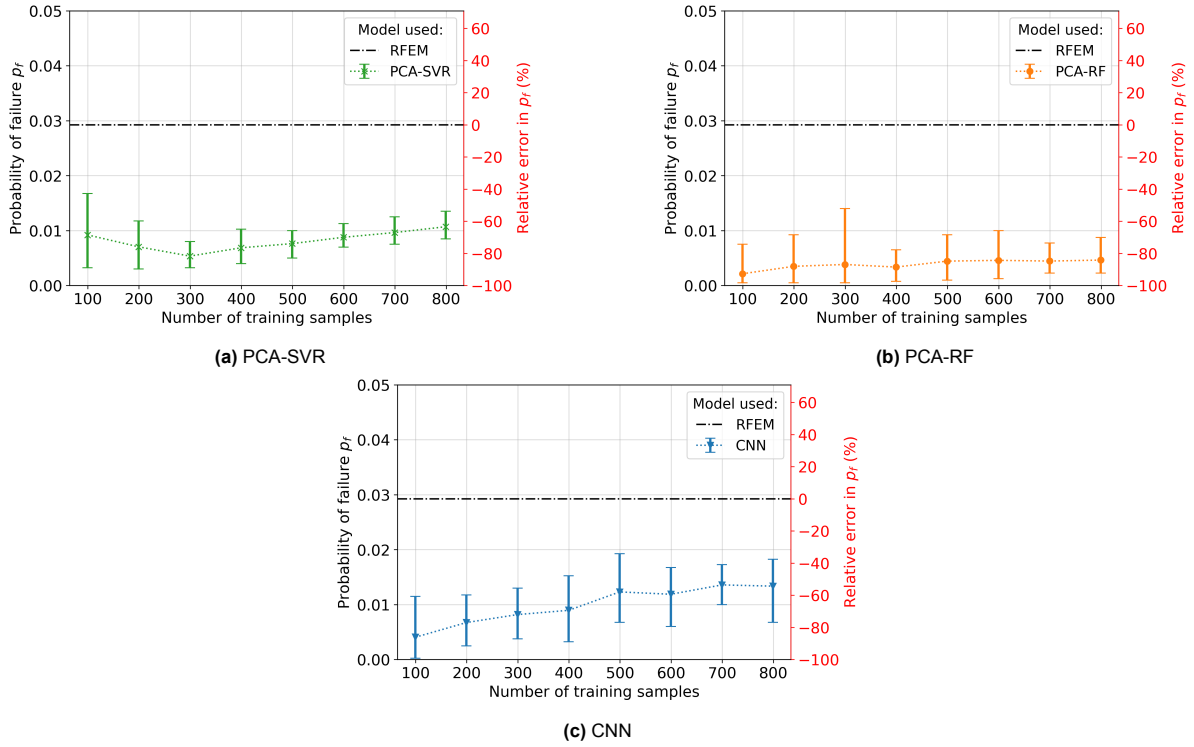 Probability of failure p_f
0.05
0.04
0.03
0.02
0.01
0.00
100 200 300 400 500 600 700 800
Number of training samples
Model used:
RFEM
PCA-SVR
60
40
20
0
−20
−40
−60
−80
−100
Relative error in p_f (%)
(a) PCA-SVR
Probability of failure p_f
0.05
0.04
0.03
0.02
0.01
0.00
100 200 300 400 500 600 700 800
Number of training samples
Model used:
RFEM
PCA-RF
60
40
20
0
−20
−40
−60
−80
−100
Relative error in p_f (%)
(b) PCA-RF
Probability of failure p_f
0.05
0.04
0.03
0.02
0.01
0.00
100 200 300 400 500 600 700 800
Number of training samples
Model used:
RFEM
CNN
60
40
20
0
−20
−40
−60
−80
−100
Relative error in p_f (%)
(c) CNN